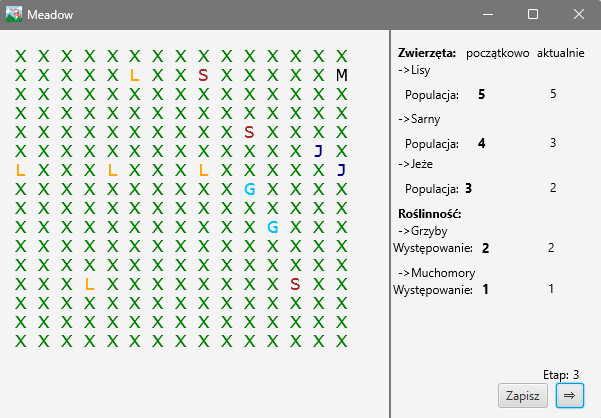 Meadow
X X X X X X X X X X X X X X X
X X X X X L X X S X X X X X M
X X X X X X X X X X X X X X X
X X X X X X X X X X X X X X X
X X X X X X X X X X S X X X X
X X X X X X X X X X X X X J X
L X X X L X X X L X X X X X J
X X X X X X X X X X G X X X X
X X X X X X X X X X X X X X X
X X X X X X X X X X X G X X X
X X X X X X X X X X X X X X X
X X X X X X X X X X X X X X X
X X X L X X X X X X X X S X X
X X X X X X X X X X X X X X X
X X X X X X X X X X X X X X X
X X X X X X X X X X X X X X X
Zwierzęta: początkowo aktualnie
->Lisy
Populacja: 5 5
->Sarny
Populacja: 4 3
->Jeże
Populacja: 3 2
Roślinność:
->Grzyby
Występowanie: 2 2
->Muchomory
Występowanie: 1 1
Etap: 3
Zapisz ⇒